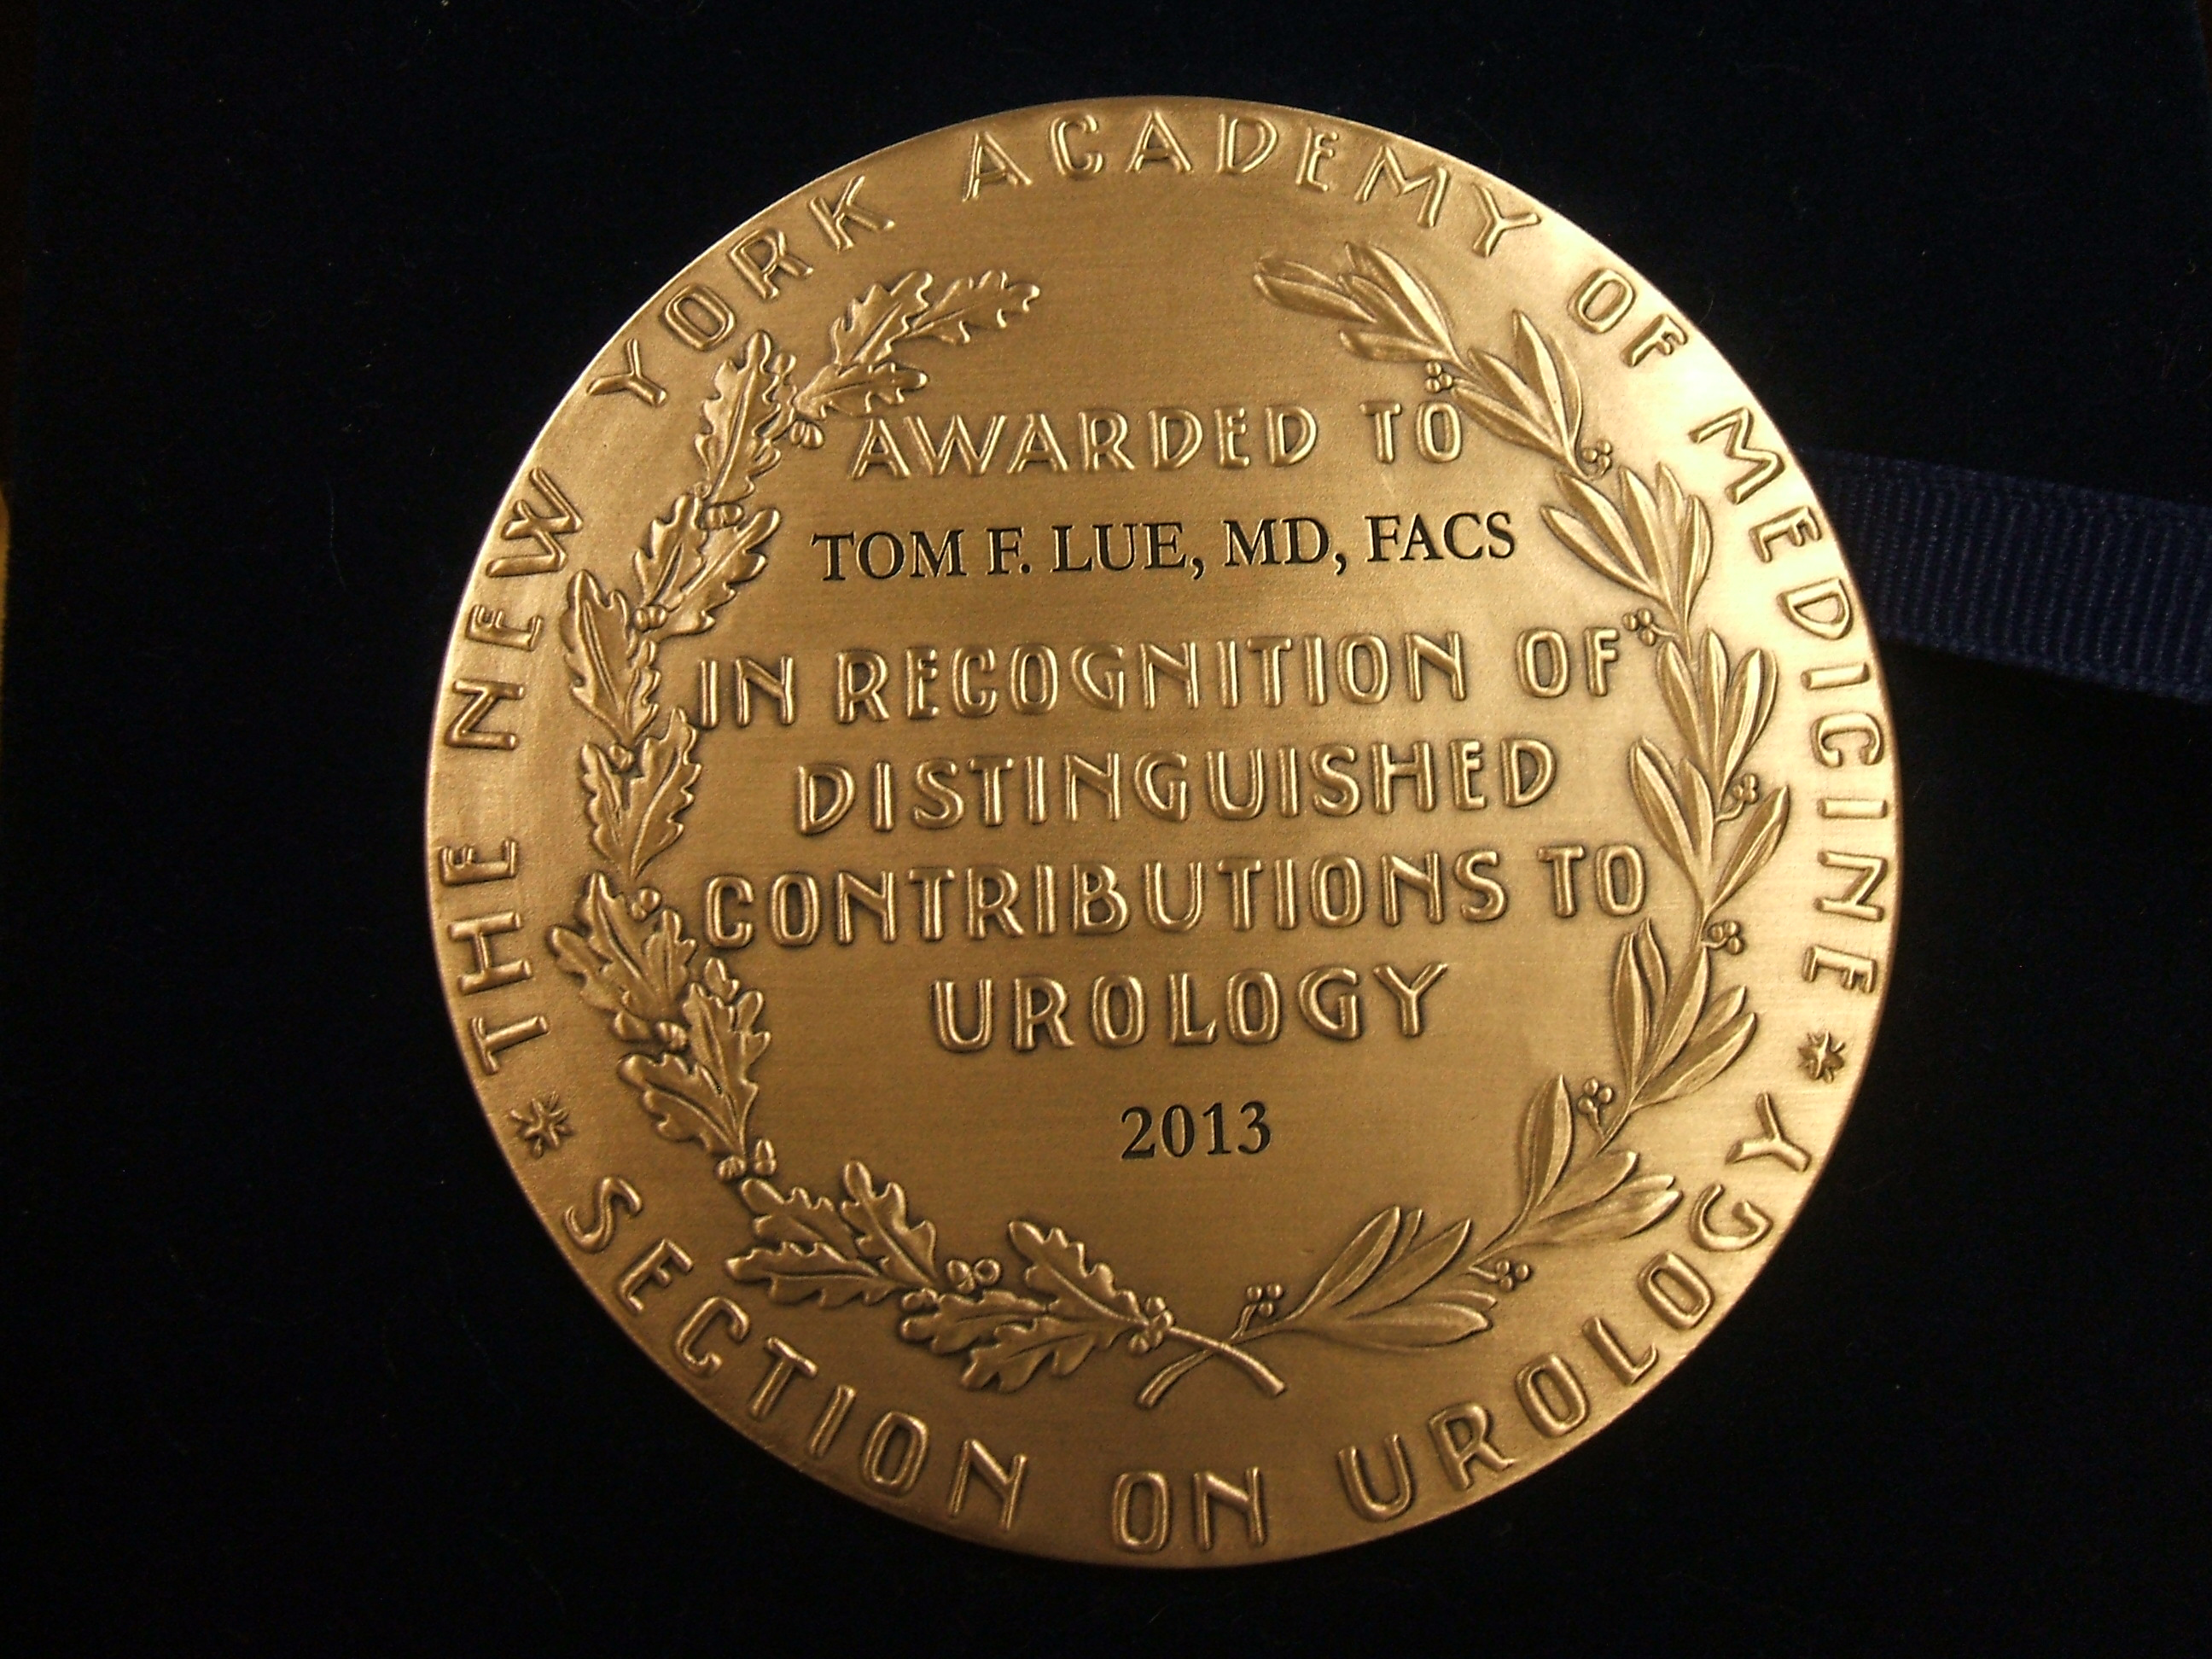 THE NEW YORK ACADEMY OF MEDICINE
AWARDED TO
TOM F. LUE, MD, FACS
IN RECOGNITION OF
DISTINGUISHED
CONTRIBUTIONS TO
UROLOGY
2013
* SECTION ON UROLOGY *